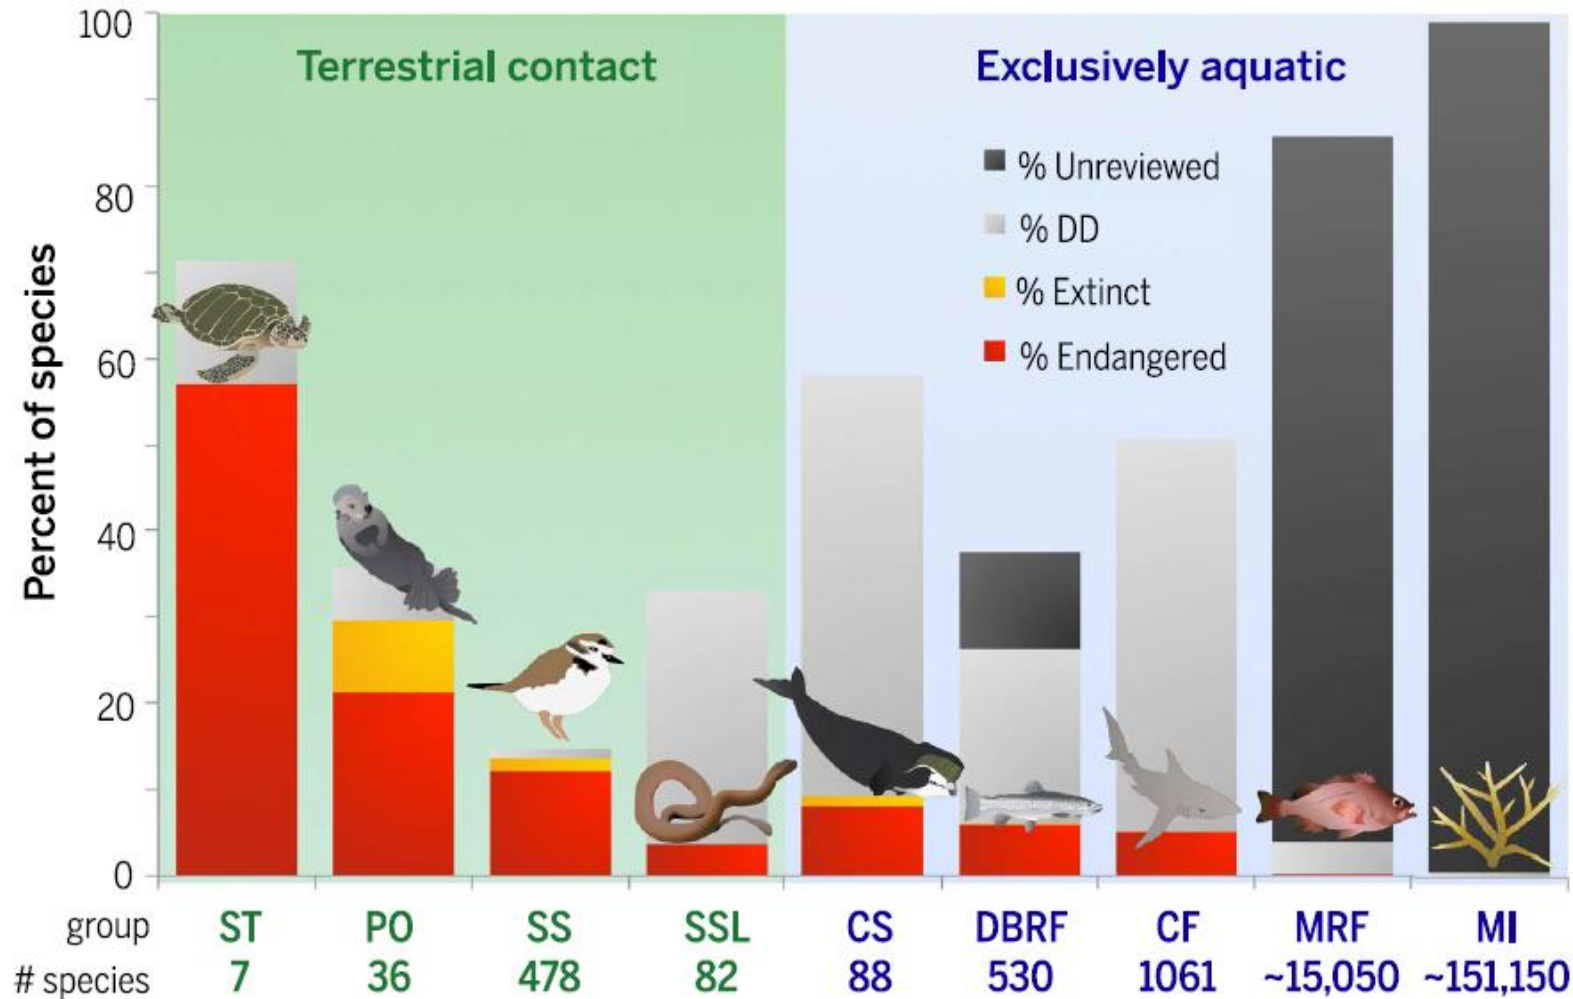 Percent of species
100
80
60
40
20
0
Terrestrial contact
Exclusively aquatic
% Unreviewed
% DD
% Extinct
% Endangered
group ST PO SS SSL CS DBRF CF MRF MI
# species 7 36 478 82 88 530 1061 ~15,050 ~151,150